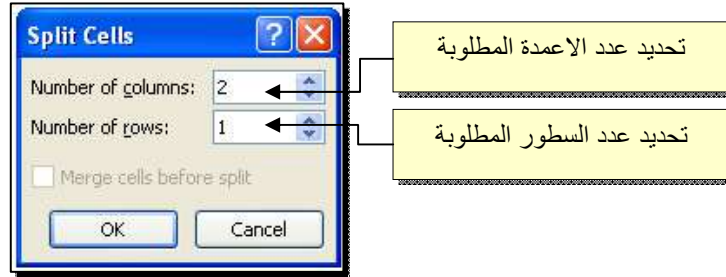 Split Cells
تحديد عدد الاعمدة المطلوبة
Number of columns: 2
Number of rows: 1
تحديد عدد السطور المطلوبة
Merge cells before split
OK Cancel